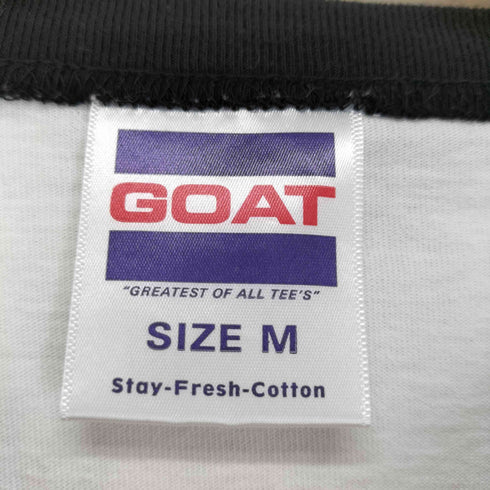 GOAT
"GREATEST OF ALL TEE'S"
SIZE M
Stay-Fresh-Cotton